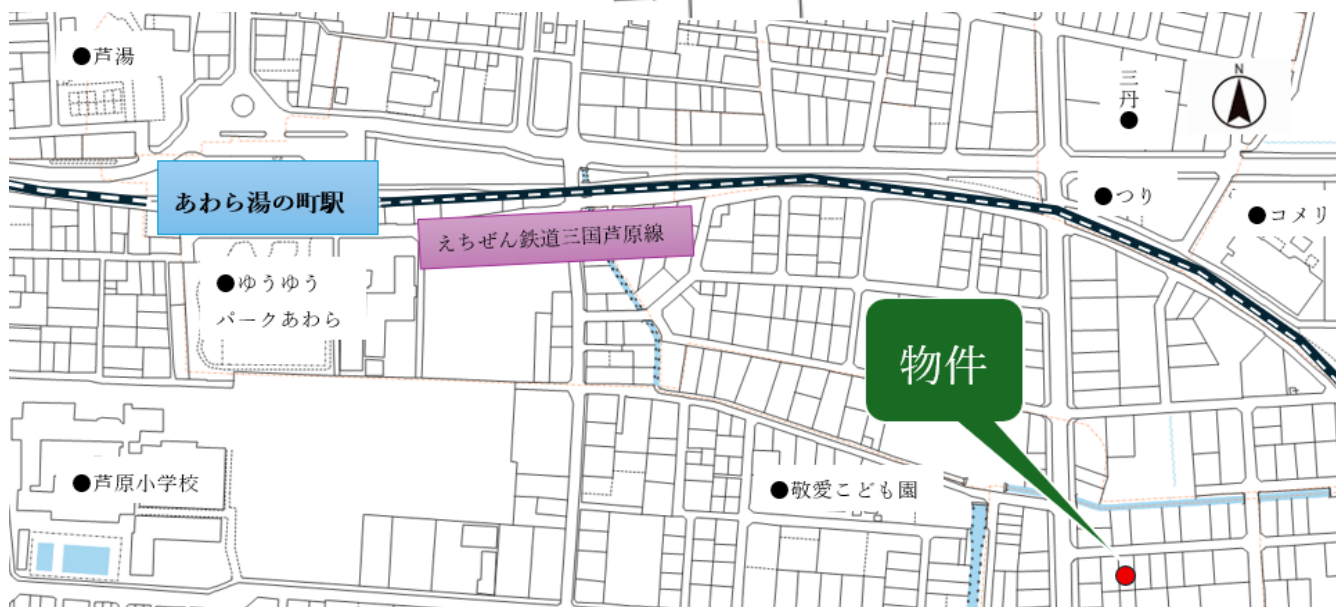 ●芦湯
三丹
●
N
あわら湯の町駅
●つり
●コメリ
えちぜん鉄道三国芦原線
●ゆうゆう
パークあわら
物件
●芦原小学校
●敬愛こども園